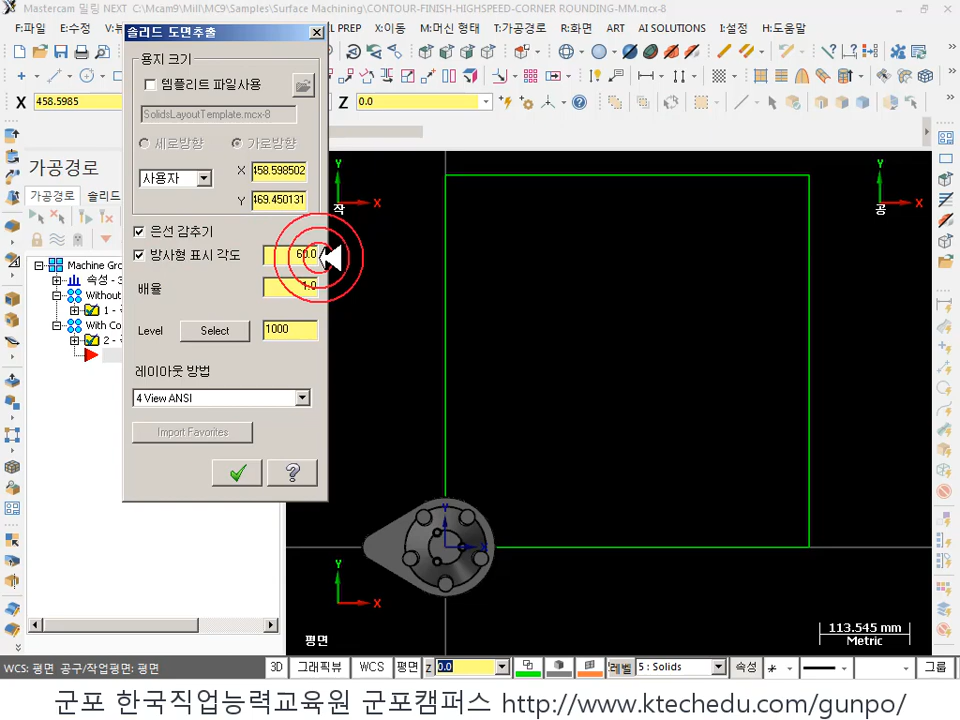 Mastercam 밀링 NEXT C:\Mcam9\Mill\MC9\Samples\Surface Machining\CONTOUR-FINISH-HIGHSPEED-CORNER ROUNDING-MM.mcx-8
F:파일 E:수정 PREP X:이동 M:머신 형태 T:가공경로 R:화면 ART AI SOLUTIONS I:설정 H:도움말
X 458.5985 Z 0.0
솔리드 도면추출
용지 크기
템플리트 파일사용
SolidsLayoutTemplate.mcx-8
세로방향 가로방향
사용자
X 458.598502
Y 469.450131
은선 감추기
방사형 표시 각도 60.0
배율 1.0
Level Select 1000
레이아웃 방법
4 View ANSI
Import Favorites
가공경로
가공경로 솔리드
Machine Gro
속성 - 3
Without
1 -
With Co
2 -
Y X 작
Y X 공
Y X
Y X
평면
113.545 mm
Metric
WCS: 평면 공구/작업평면: 평면 3D 그래픽뷰 WCS 평면 Z 0.0 레벨 5 : Solids 속성 그룹
군포 한국직업능력교육원 군포캠퍼스 http://www.ktechedu.com/gunpo/